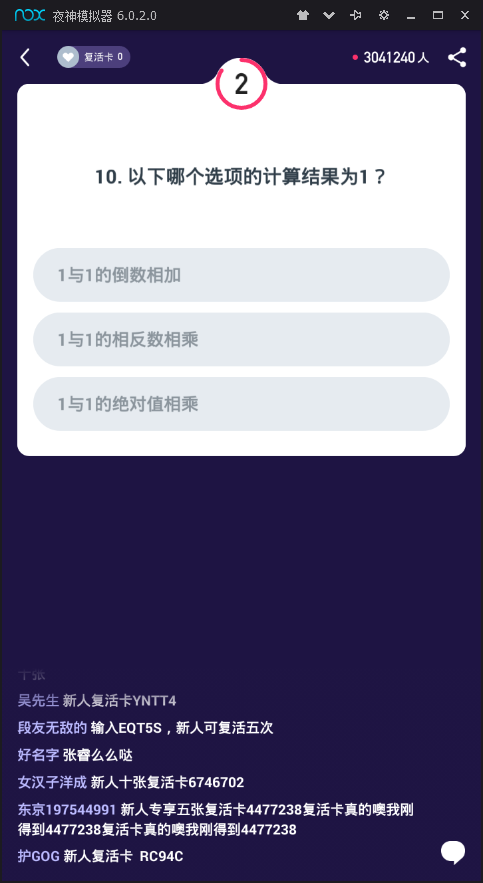 nox 夜神模拟器 6.0.2.0
复活卡 0
3041240 人
2
10. 以下哪个选项的计算结果为1？
1与1的倒数相加
1与1的相反数相乘
1与1的绝对值相乘
十张
吴先生 新人复活卡YNTT4
段友无敌的 输入EQT5S，新人可复活五次
好名字 张睿么么哒
女汉子洋成 新人十张复活卡6746702
东京197544991 新人专享五张复活卡4477238复活卡真的噢我刚
得到4477238复活卡真的噢我刚得到4477238
护GOG 新人复活卡 RC94C